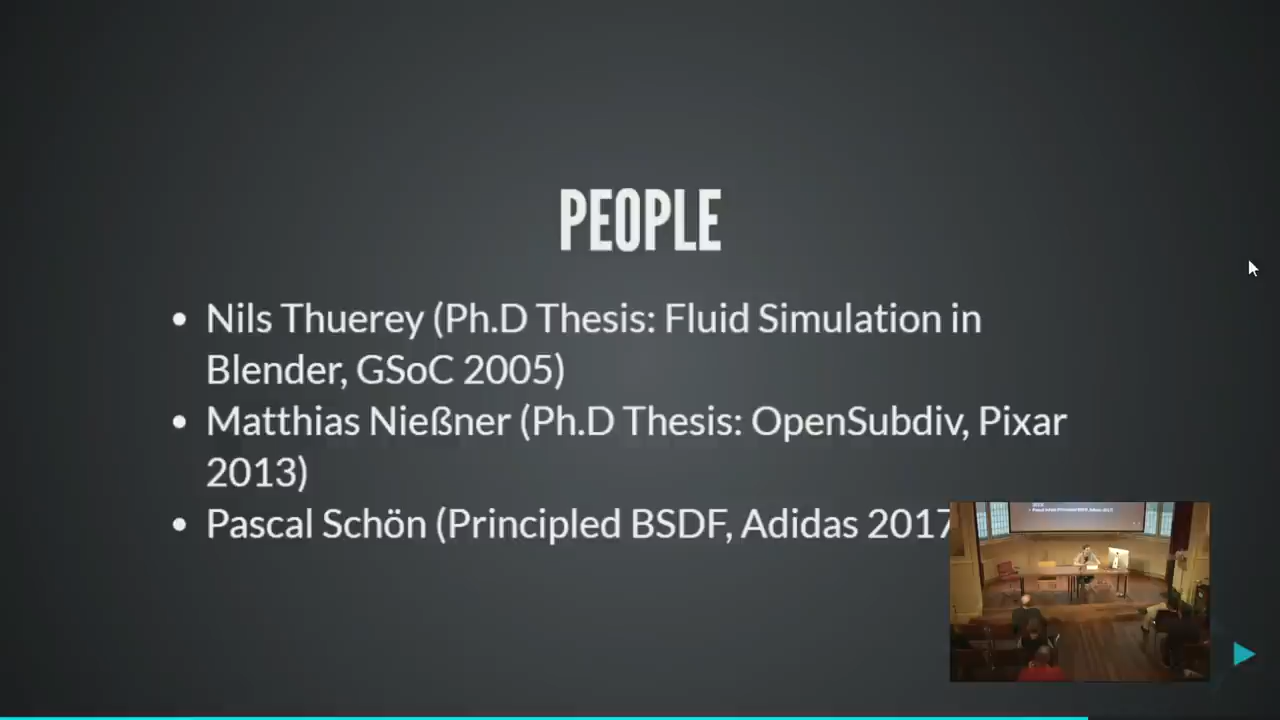 PEOPLE
Nils Thuerey (Ph.D Thesis: Fluid Simulation in
Blender, GSoC 2005)
Matthias Nießner (Ph.D Thesis: OpenSubdiv, Pixar
2013)
Pascal Schön (Principled BSDF, Adidas 2017